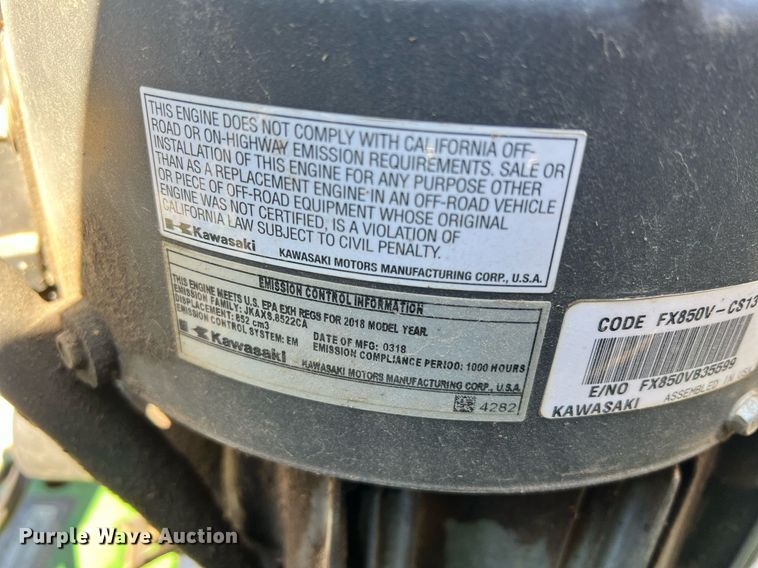 THIS ENGINE DOES NOT COMPLY WITH CALIFORNIA OFF-
ROAD OR ON-HIGHWAY EMISSION REQUIREMENTS. SALE OR
INSTALLATION OF THIS ENGINE FOR ANY PURPOSE OTHER
THAN AS A REPLACEMENT ENGINE IN AN OFF-ROAD VEHICLE
OR PIECE OF OFF-ROAD EQUIPMENT WHOSE ORIGINAL
ENGINE WAS NOT CERTIFIED, IS A VIOLATION OF
CALIFORNIA LAW SUBJECT TO CIVIL PENALTY.
Kawasaki KAWASAKI MOTORS MANUFACTURING CORP., U.S.A.
EMISSION CONTROL INFORMATION
THIS ENGINE MEETS U.S. EPA EXH REGS FOR 2018 MODEL YEAR.
EMISSION FAMILY: JKAXS.8522CA
DISPLACEMENT: 852 cm3 DATE OF MFG: 0318
EMISSION CONTROL SYSTEM: EM EMISSION COMPLIANCE PERIOD: 1000 HOURS
Kawasaki KAWASAKI MOTORS MANUFACTURING CORP., U.S.A.
4282
CODE FX850V-CS13
E/NO FX850VB35599
KAWASAKI ASSEMBLED IN USA
Purple Wave Auction